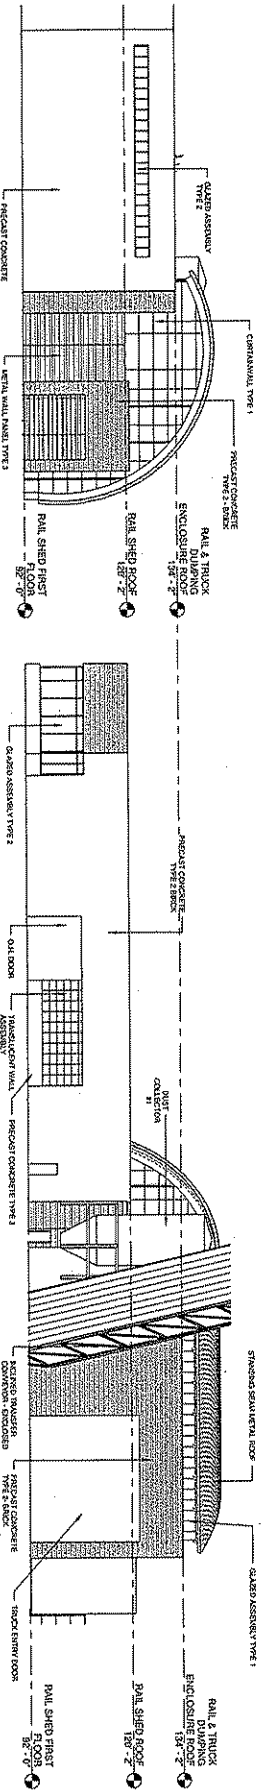 GLAZED ASSEMBLY
TYPE 2
CURTAINWALL TYPE 1
PRECAST CONCRETE
TYPE 2 - BRICK
RAIL & TRUCK
DUMPING
ENCLOSURE ROOF
134' - 2"
RAIL SHED ROOF
120' - 2"
RAIL SHED FIRST
FLOOR
92' - 0"
PRECAST CONCRETE
METAL WALL PANEL TYPE 3
PRECAST CONCRETE
TYPE 2 BRICK
DUST
COLLECTOR
STANDING SEAM METAL ROOF
GLAZED ASSEMBLY TYPE 1
RAIL & TRUCK
DUMPING
ENCLOSURE ROOF
134' - 2"
RAIL SHED ROOF
120' - 2"
RAIL SHED FIRST
FLOOR
92' - 0"
GLAZED ASSEMBLY TYPE 2
O.H. DOOR
TRANSLUCENT WALL
ASSEMBLY
PRECAST CONCRETE TYPE 3
TRANSFER
CONVEYOR - ENCLOSED
PRECAST CONCRETE
TYPE 2 - BRICK
TRUCK ENTRY DOOR